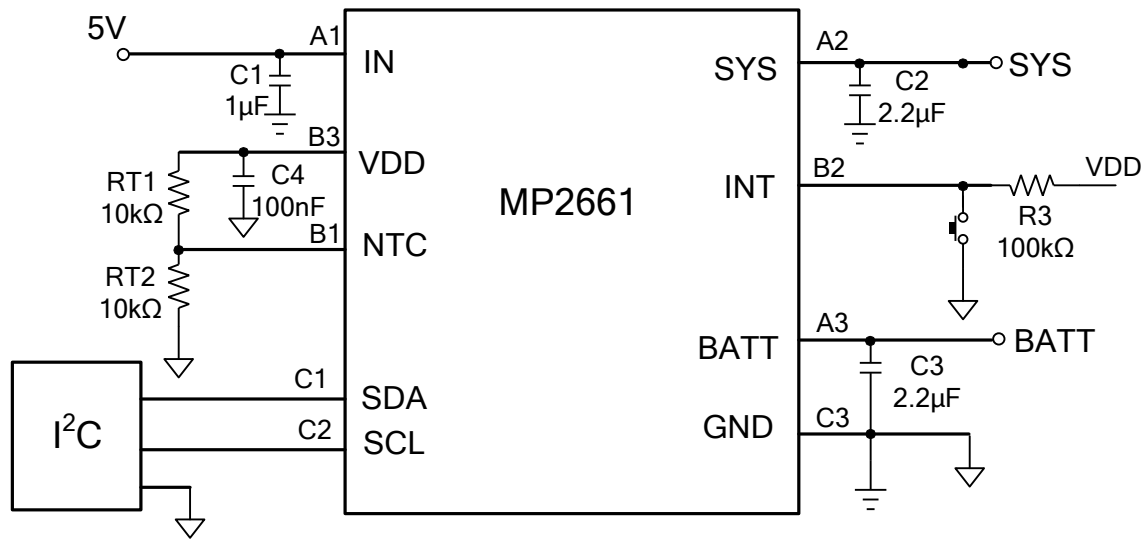 5V
A1
IN
C1
1µF
B3
VDD
C4
100nF
RT1
10kΩ
B1
NTC
RT2
10kΩ
I²C
C1
SDA
C2
SCL
MP2661
A2
SYS
SYS
C2
2.2µF
B2
INT
VDD
R3
100kΩ
A3
BATT
BATT
C3
2.2µF
C3
GND